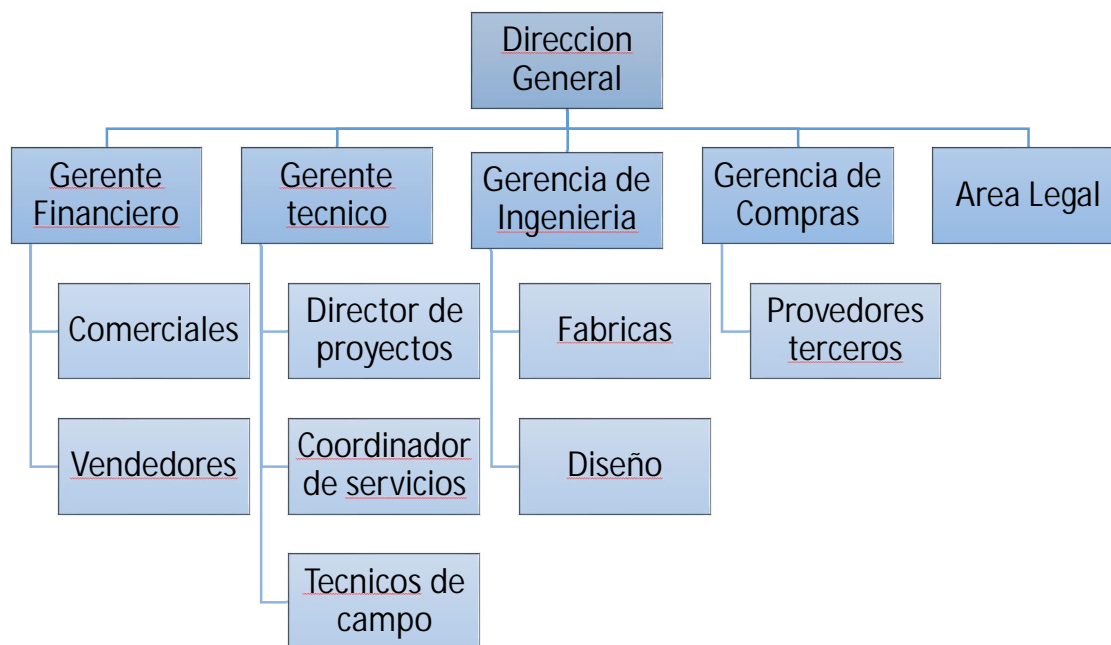 Direccion
General
Gerente
Financiero
Gerente
tecnico
Gerencia de
Ingenieria
Gerencia de
Compras
Area Legal
Comerciales
Director de
proyectos
Fabricas
Provedores
terceros
Vendedores
Coordinador
de servicios
Diseño
Tecnicos de
campo